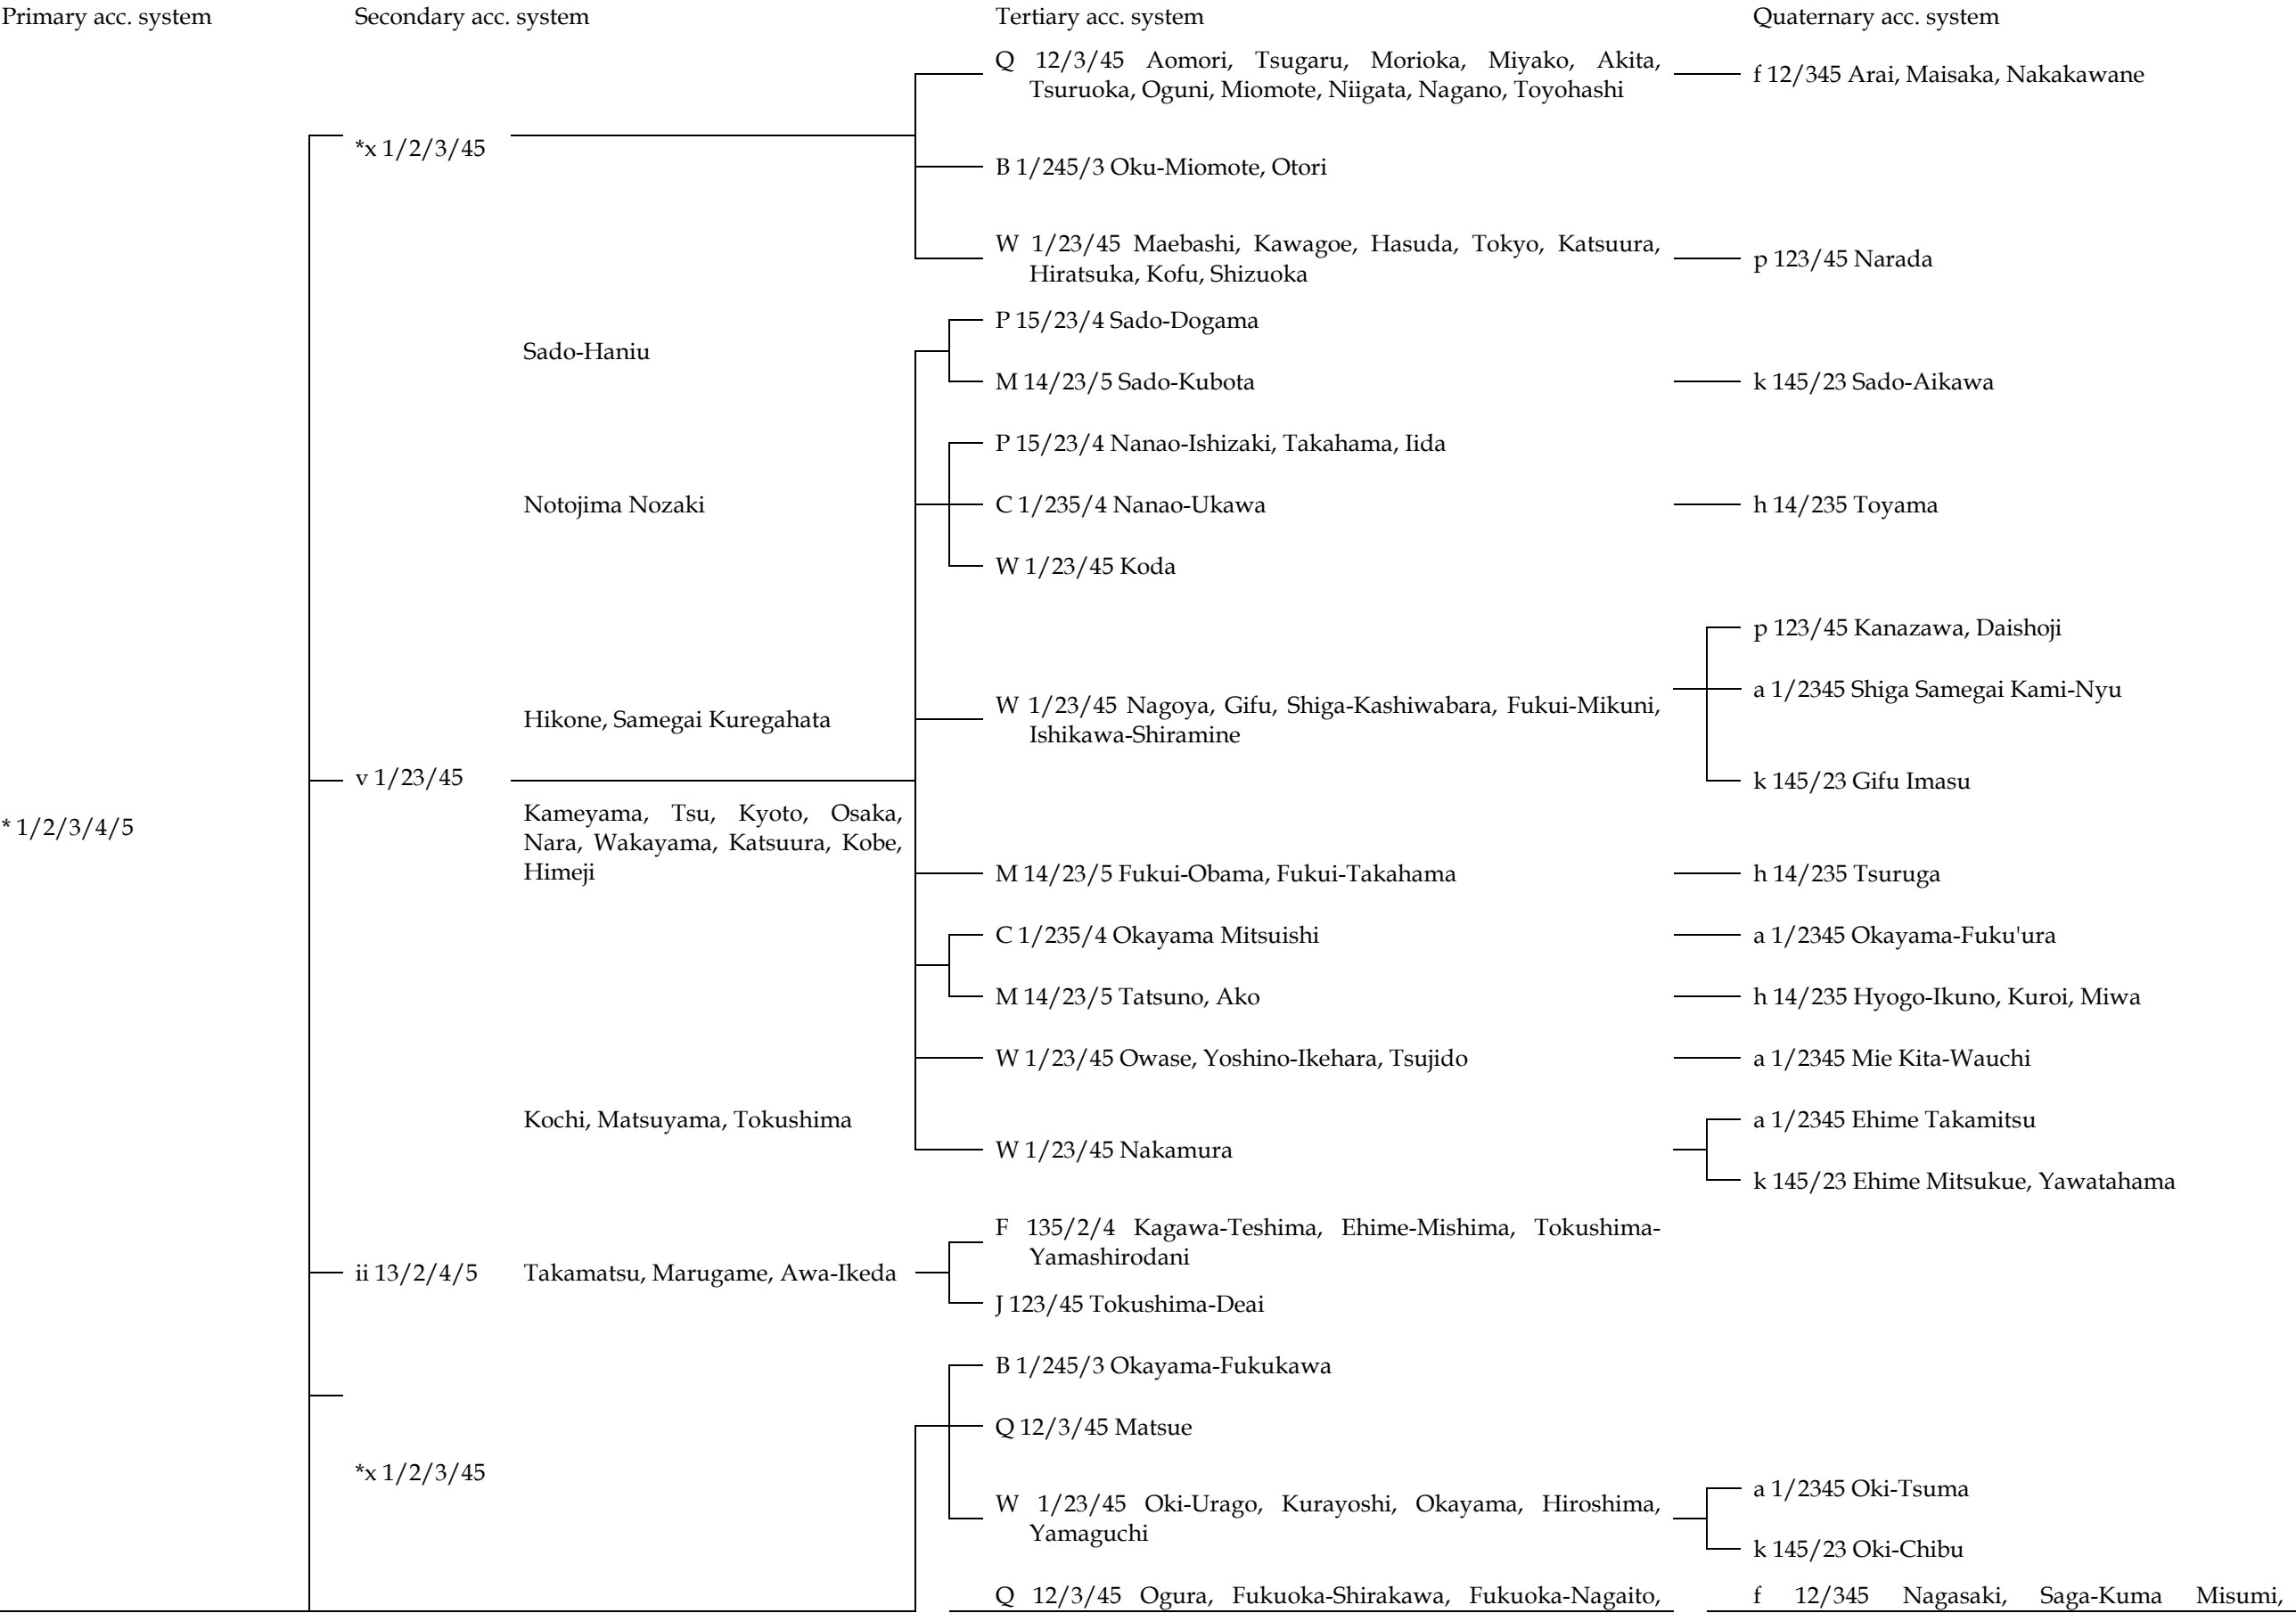 Primary acc. system
Secondary acc. system
Tertiary acc. system
Quaternary acc. system
Q 12/3/45 Aomori, Tsugaru, Morioka, Miyako, Akita,
Tsuruoka, Oguni, Miomote, Niigata, Nagano, Toyohashi
f 12/345 Arai, Maisaka, Nakakawane
*x 1/2/3/45
B 1/245/3 Oku-Miomote, Otori
W 1/23/45 Maebashi, Kawagoe, Hasuda, Tokyo, Katsuura,
Hiratsuka, Kofu, Shizuoka
p 123/45 Narada
P 15/23/4 Sado-Dogama
Sado-Haniu
M 14/23/5 Sado-Kubota
k 145/23 Sado-Aikawa
P 15/23/4 Nanao-Ishizaki, Takahama, Iida
Notojima Nozaki
C 1/235/4 Nanao-Ukawa
h 14/235 Toyama
W 1/23/45 Koda
p 123/45 Kanazawa, Daishoji
a 1/2345 Shiga Samegai Kami-Nyu
Hikone, Samegai Kuregahata
W 1/23/45 Nagoya, Gifu, Shiga-Kashiwabara, Fukui-Mikuni,
Ishikawa-Shiramine
v 1/23/45
k 145/23 Gifu Imasu
* 1/2/3/4/5
Kameyama, Tsu, Kyoto, Osaka,
Nara, Wakayama, Katsuura, Kobe,
Himeji
M 14/23/5 Fukui-Obama, Fukui-Takahama
h 14/235 Tsuruga
C 1/235/4 Okayama Mitsuishi
a 1/2345 Okayama-Fuku'ura
M 14/23/5 Tatsuno, Ako
h 14/235 Hyogo-Ikuno, Kuroi, Miwa
W 1/23/45 Owase, Yoshino-Ikehara, Tsujido
a 1/2345 Mie Kita-Wauchi
Kochi, Matsuyama, Tokushima
a 1/2345 Ehime Takamitsu
W 1/23/45 Nakamura
k 145/23 Ehime Mitsukue, Yawatahama
F 135/2/4 Kagawa-Teshima, Ehime-Mishima, Tokushima-
Yamashirodani
ii 13/2/4/5
Takamatsu, Marugame, Awa-Ikeda
J 123/45 Tokushima-Deai
B 1/245/3 Okayama-Fukukawa
Q 12/3/45 Matsue
*x 1/2/3/45
a 1/2345 Oki-Tsuma
W 1/23/45 Oki-Urago, Kurayoshi, Okayama, Hiroshima,
Yamaguchi
k 145/23 Oki-Chibu
Q 12/3/45 Ogura, Fukuoka-Shirakawa, Fukuoka-Nagaito,
f 12/345 Nagasaki, Saga-Kuma Misumi,